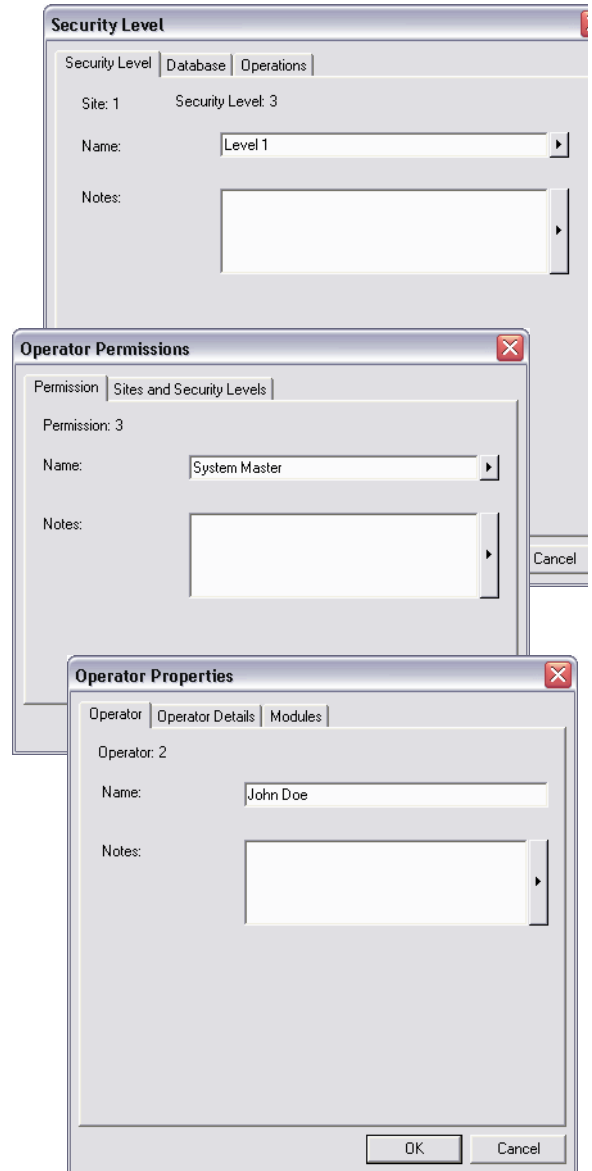 Security Level
Security Level Database Operations
Site: 1 Security Level: 3
Name: Level 1
Notes:
Cancel
Operator Permissions
Permission Sites and Security Levels
Permission: 3
Name: System Master
Notes:
Operator Properties
Operator Operator Details Modules
Operator: 2
Name: John Doe
Notes:
OK Cancel